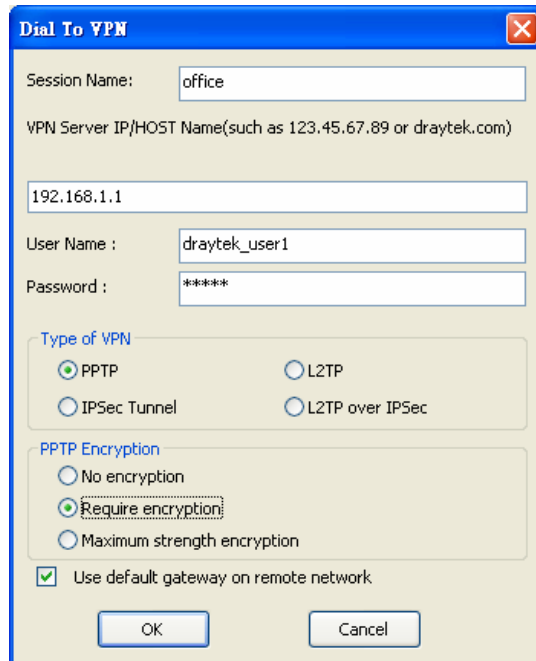 Dial To VPN
Session Name: office
VPN Server IP/HOST Name(such as 123.45.67.89 or draytek.com)
192.168.1.1
User Name : draytek_user1
Password : *****
Type of VPN
PPTP L2TP
IPSec Tunnel L2TP over IPSec
PPTP Encryption
No encryption
Require encryption
Maximum strength encryption
Use default gateway on remote network
OK Cancel